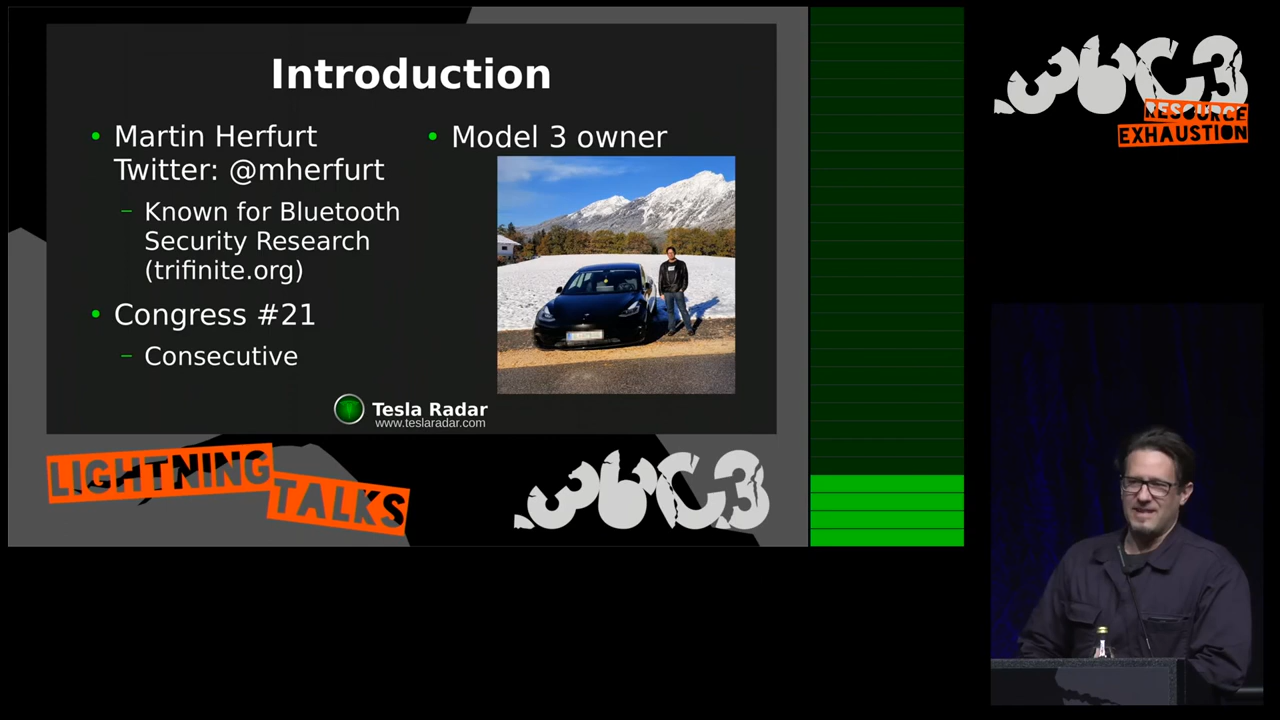 Introduction
Martin Herfurt
Twitter: @mherfurt
Known for Bluetooth
Security Research
(trifinite.org)
Congress #21
Consecutive
Model 3 owner
Tesla Radar
www.teslaradar.com
LIGHTNING
TALKS
36C3
36C3
RESOURCE
EXHAUSTION